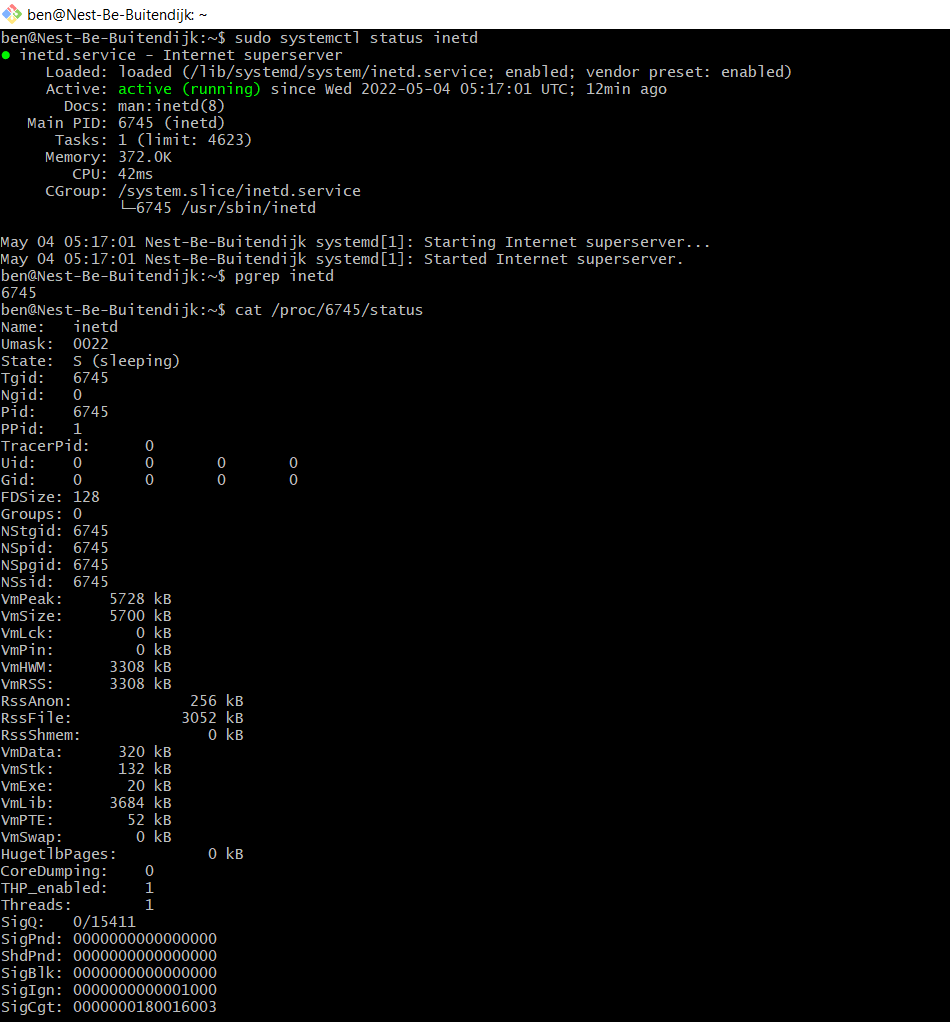 ben@Nest-Be-Buitendijk: ~
ben@Nest-Be-Buitendijk:~$ sudo systemctl status inetd
● inetd.service - Internet superserver
     Loaded: loaded (/lib/systemd/system/inetd.service; enabled; vendor preset: enabled)
     Active: active (running) since Wed 2022-05-04 05:17:01 UTC; 12min ago
       Docs: man:inetd(8)
   Main PID: 6745 (inetd)
      Tasks: 1 (limit: 4623)
     Memory: 372.0K
        CPU: 42ms
     CGroup: /system.slice/inetd.service
             └─6745 /usr/sbin/inetd

May 04 05:17:01 Nest-Be-Buitendijk systemd[1]: Starting Internet superserver...
May 04 05:17:01 Nest-Be-Buitendijk systemd[1]: Started Internet superserver.
ben@Nest-Be-Buitendijk:~$ pgrep inetd
6745
ben@Nest-Be-Buitendijk:~$ cat /proc/6745/status
Name:   inetd
Umask:  0022
State:  S (sleeping)
Tgid:   6745
Ngid:   0
Pid:    6745
PPid:   1
TracerPid:      0
Uid:    0       0       0       0
Gid:    0       0       0       0
FDSize: 128
Groups: 0
NStgid: 6745
NSpid:  6745
NSpgid: 6745
NSsid:  6745
VmPeak:     5728 kB
VmSize:     5700 kB
VmLck:         0 kB
VmPin:         0 kB
VmHWM:      3308 kB
VmRSS:      3308 kB
RssAnon:             256 kB
RssFile:            3052 kB
RssShmem:              0 kB
VmData:      320 kB
VmStk:       132 kB
VmExe:        20 kB
VmLib:      3684 kB
VmPTE:        52 kB
VmSwap:        0 kB
HugetlbPages:          0 kB
CoreDumping:    0
THP_enabled:    1
Threads:        1
SigQ:   0/15411
SigPnd: 0000000000000000
ShdPnd: 0000000000000000
SigBlk: 0000000000000000
SigIgn: 0000000000001000
SigCgt: 0000000180016003